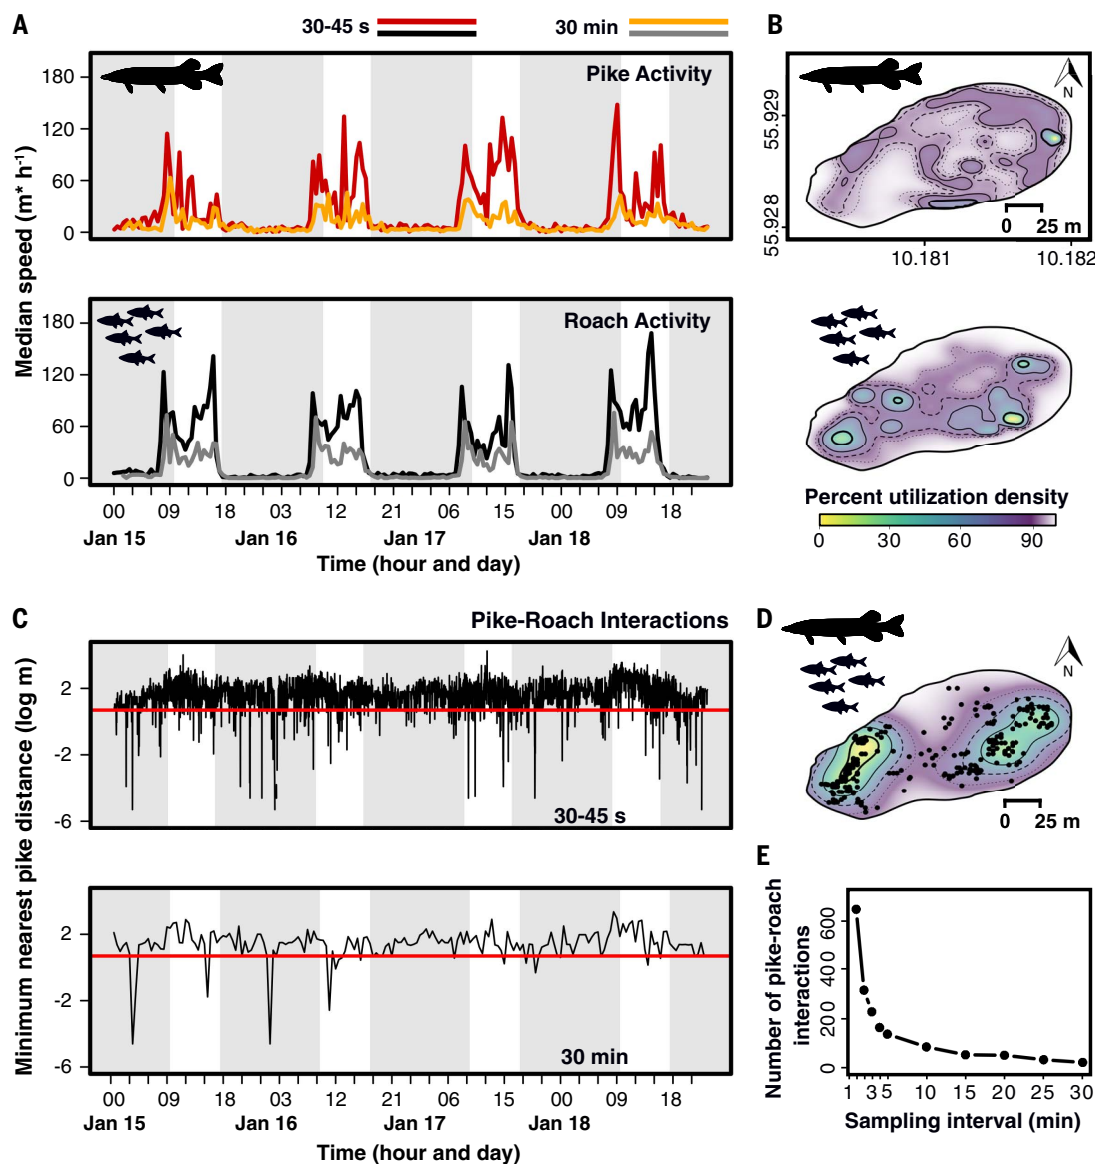 A
30-45 s
30 min
B
Pike Activity
180
120
60
0
Median speed (m* h-¹)
Roach Activity
180
120
60
0
00 09 18 03 12 21 06 15 00 09 18
Jan 15 Jan 16 Jan 17 Jan 18
Time (hour and day)
N
55.929
55.928
0 25 m
10.181 10.182
Percent utilization density
0 30 60 90
C
Pike-Roach Interactions
2
-2
-6
30-45 s
Minimum nearest pike distance (log m)
2
-2
-6
30 min
00 09 18 03 12 21 06 15 00 09 18
Jan 15 Jan 16 Jan 17 Jan 18
Time (hour and day)
D
N
0 25 m
E
Number of pike-roach
interactions
600
400
200
0
1 3 5 10 15 20 25 30
Sampling interval (min)